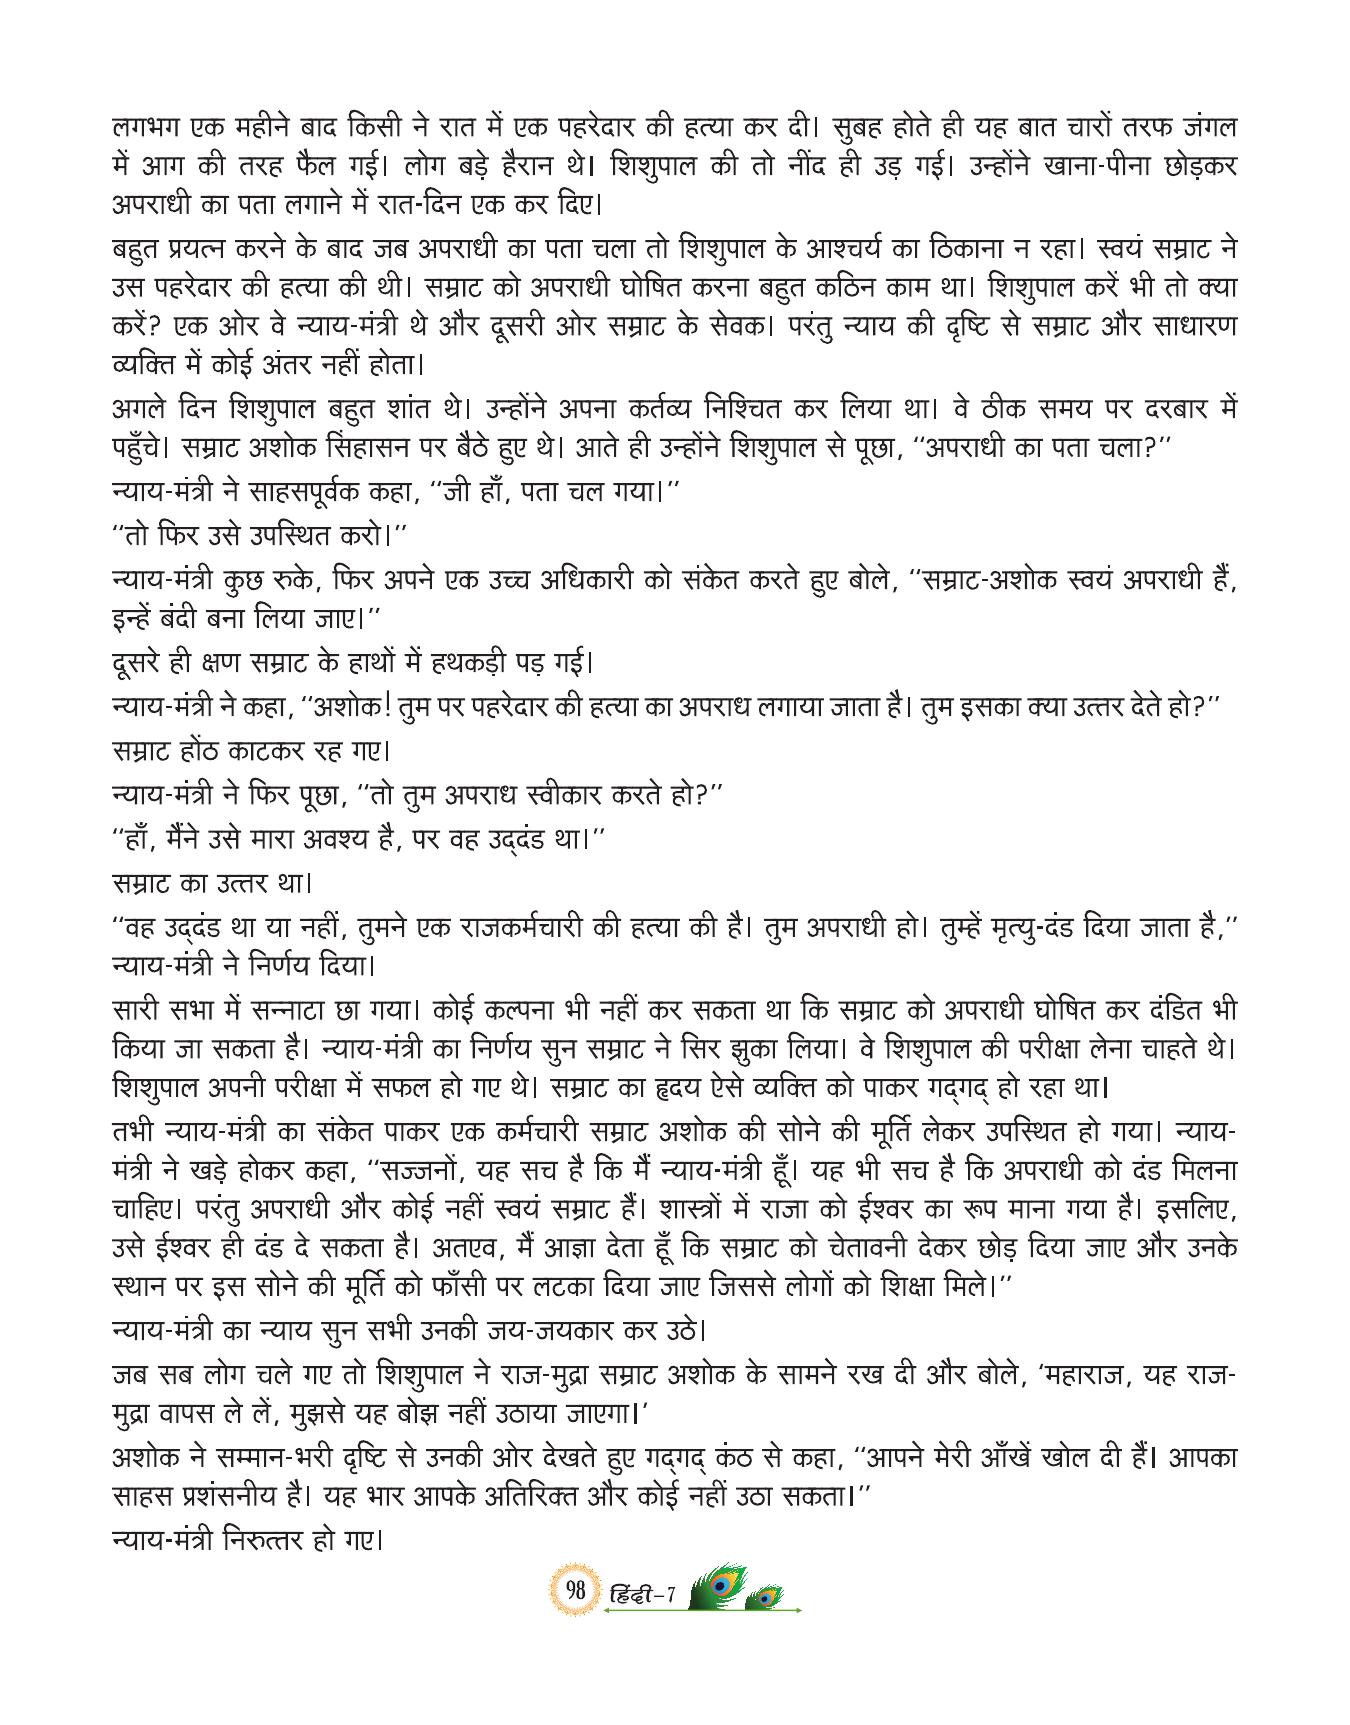 लगभग एक महीने बाद किसी ने रात में एक पहरेदार की हत्या कर दी। सुबह होते ही यह बात चारों तरफ जंगल
में आग की तरह फैल गई। लोग बड़े हैरान थे। शिशुपाल की तो नींद ही उड़ गई। उन्होंने खाना-पीना छोड़कर
अपराधी का पता लगाने में रात-दिन एक कर दिए।
बहुत प्रयत्न करने के बाद जब अपराधी का पता चला तो शिशुपाल के आश्चर्य का ठिकाना न रहा। स्वयं सम्राट ने
उस पहरेदार की हत्या की थी। सम्राट को अपराधी घोषित करना बहुत कठिन काम था। शिशुपाल करें भी तो क्या
करें? एक ओर वे न्याय-मंत्री थे और दूसरी ओर सम्राट के सेवक। परंतु न्याय की दृष्टि से सम्राट और साधारण
व्यक्ति में कोई अंतर नहीं होता।
अगले दिन शिशुपाल बहुत शांत थे। उन्होंने अपना कर्तव्य निश्चित कर लिया था। वे ठीक समय पर दरबार में
पहुँचे। सम्राट अशोक सिंहासन पर बैठे हुए थे। आते ही उन्होंने शिशुपाल से पूछा, ‘‘अपराधी का पता चला?’’
न्याय-मंत्री ने साहसपूर्वक कहा, ‘‘जी हाँ, पता चल गया।’’
‘‘तो फिर उसे उपस्थित करो।’’
न्याय-मंत्री कुछ रुके, फिर अपने एक उच्च अधिकारी को संकेत करते हुए बोले, ‘‘सम्राट-अशोक स्वयं अपराधी हैं,
इन्हें बंदी बना लिया जाए।’’
दूसरे ही क्षण सम्राट के हाथों में हथकड़ी पड़ गई।
न्याय-मंत्री ने कहा, ‘‘अशोक! तुम पर पहरेदार की हत्या का अपराध लगाया जाता है। तुम इसका क्या उत्तर देते हो?’’
सम्राट होंठ काटकर रह गए।
न्याय-मंत्री ने फिर पूछा, ‘‘तो तुम अपराध स्वीकार करते हो?’’
‘‘हाँ, मैंने उसे मारा अवश्य है, पर वह उद्‌दंड था।’’
सम्राट का उत्तर था।
‘‘वह उद्‌दंड था या नहीं, तुमने एक राजकर्मचारी की हत्या की है। तुम अपराधी हो। तुम्हें मृत्यु-दंड दिया जाता है,’’
न्याय-मंत्री ने निर्णय दिया।
सारी सभा में सन्नाटा छा गया। कोई कल्पना भी नहीं कर सकता था कि सम्राट को अपराधी घोषित कर दंडित भी
किया जा सकता है। न्याय-मंत्री का निर्णय सुन सम्राट ने सिर झुका लिया। वे शिशुपाल की परीक्षा लेना चाहते थे।
शिशुपाल अपनी परीक्षा में सफल हो गए थे। सम्राट का हृदय ऐसे व्यक्ति को पाकर गद्‌गद् हो रहा था।
तभी न्याय-मंत्री का संकेत पाकर एक कर्मचारी सम्राट अशोक की सोने की मूर्ति लेकर उपस्थित हो गया। न्याय-
मंत्री ने खड़े होकर कहा, ‘‘सज्जनों, यह सच है कि मैं न्याय-मंत्री हूँ। यह भी सच है कि अपराधी को दंड मिलना
चाहिए। परंतु अपराधी और कोई नहीं स्वयं सम्राट हैं। शास्त्रों में राजा को ईश्वर का रूप माना गया है। इसलिए,
उसे ईश्वर ही दंड दे सकता है। अतएव, मैं आज्ञा देता हूँ कि सम्राट को चेतावनी देकर छोड़ दिया जाए और उनके
स्थान पर इस सोने की मूर्ति को फाँसी पर लटका दिया जाए जिससे लोगों को शिक्षा मिले।’’
न्याय-मंत्री का न्याय सुन सभी उनकी जय-जयकार कर उठे।
जब सब लोग चले गए तो शिशुपाल ने राज-मुद्रा सम्राट अशोक के सामने रख दी और बोले, ‘महाराज, यह राज-
मुद्रा वापस ले लें, मुझसे यह बोझ नहीं उठाया जाएगा।’
अशोक ने सम्मान-भरी दृष्टि से उनकी ओर देखते हुए गद्‌गद् कंठ से कहा, ‘‘आपने मेरी आँखें खोल दी हैं। आपका
साहस प्रशंसनीय है। यह भार आपके अतिरिक्त और कोई नहीं उठा सकता।’’
न्याय-मंत्री निरुत्तर हो गए।
98 हिंदी–7